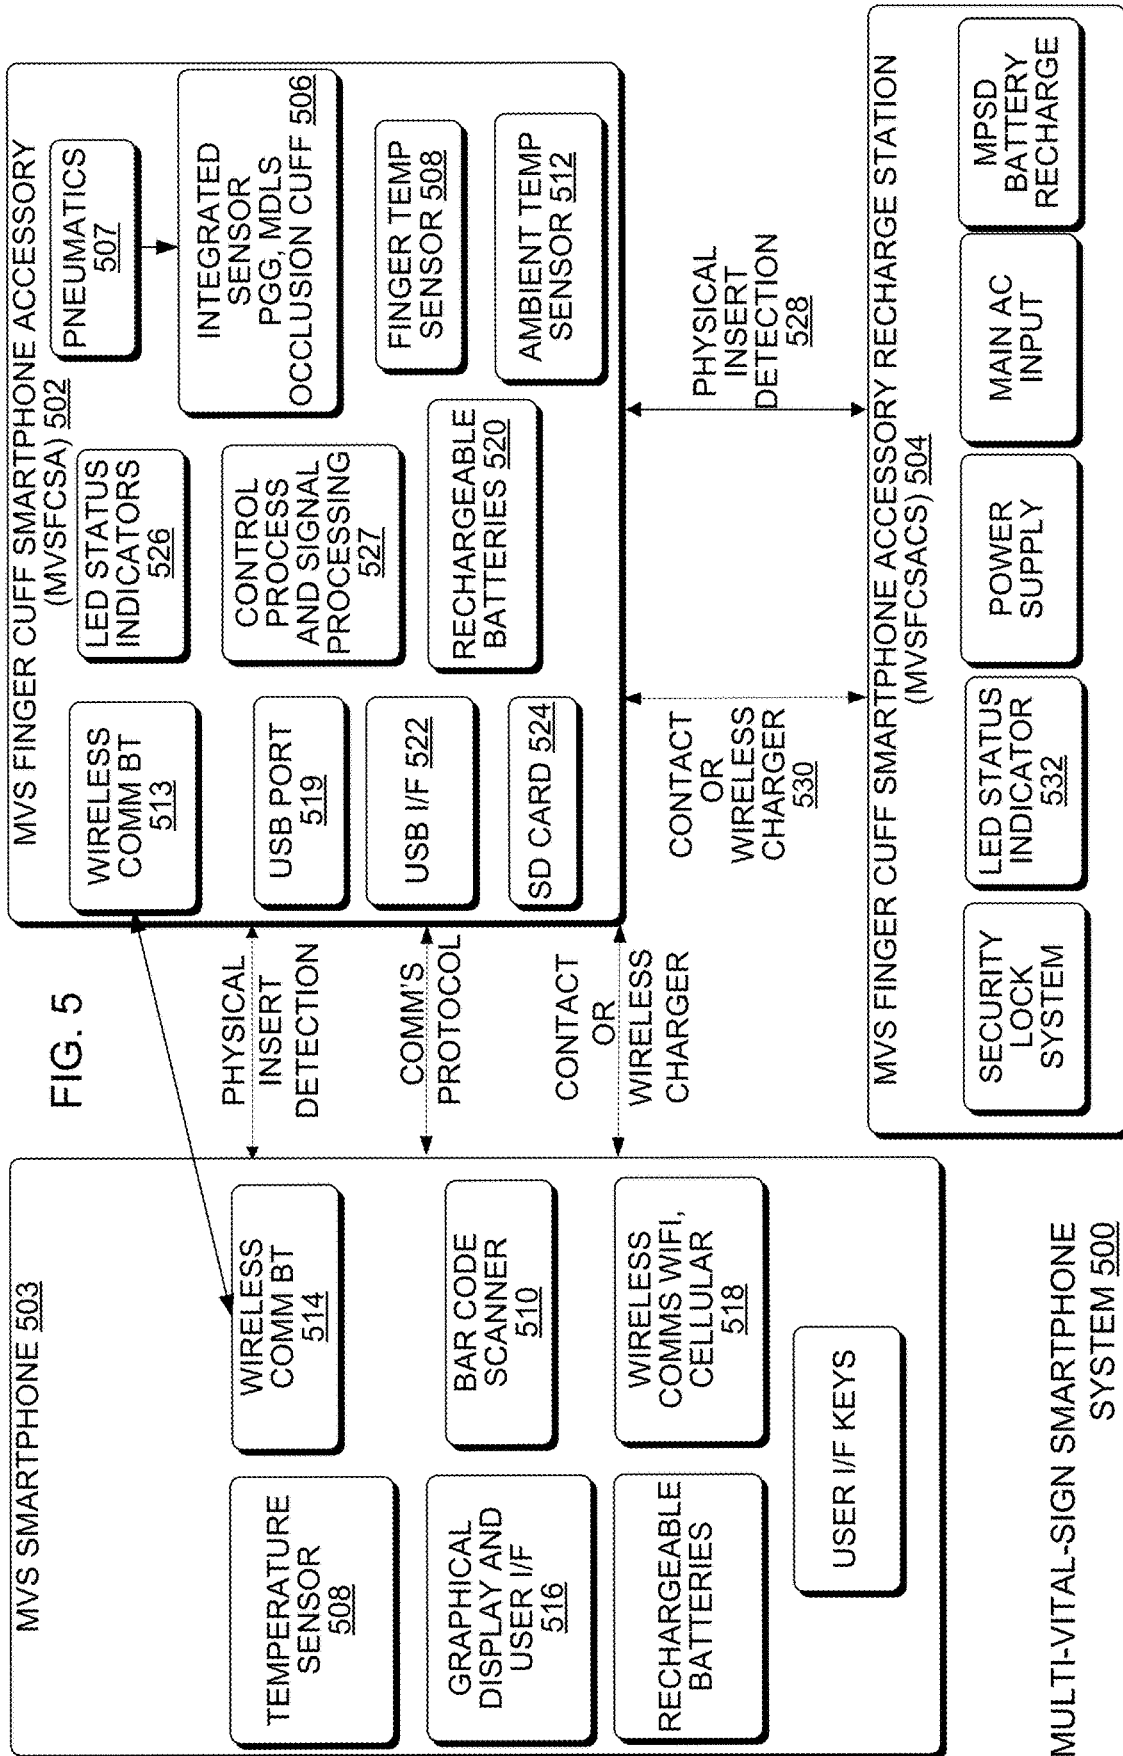 FIG. 5
MVS SMARTPHONE 503
TEMPERATURE
SENSOR
508
WIRELESS
COMM BT
514
GRAPHICAL
DISPLAY AND
USER I/F
516
BAR CODE
SCANNER
510
RECHARGEABLE
BATTERIES
WIRELESS
COMMS WIFI,
CELLULAR
518
USER I/F KEYS
PHYSICAL
INSERT
DETECTION
COMM'S
PROTOCOL
CONTACT
OR
WIRELESS
CHARGER
MVS FINGER CUFF SMARTPHONE ACCESSORY
(MVSFCSA) 502
WIRELESS
COMM BT
513
LED STATUS
INDICATORS
526
PNEUMATICS
507
USB PORT
519
CONTROL
PROCESS
AND SIGNAL
PROCESSING
527
INTEGRATED
SENSOR
PGG, MDLS
OCCLUSION CUFF 506
USB I/F 522
FINGER TEMP
SENSOR 508
SD CARD 524
RECHARGEABLE
BATTERIES 520
AMBIENT TEMP
SENSOR 512
CONTACT
OR
WIRELESS
CHARGER
530
PHYSICAL
INSERT
DETECTION
528
MVS FINGER CUFF SMARTPHONE ACCESSORY RECHARGE STATION
(MVSFCSACS) 504
SECURITY
LOCK
SYSTEM
LED STATUS
INDICATOR
532
POWER
SUPPLY
MAIN AC
INPUT
MPSD
BATTERY
RECHARGE
MULTI-VITAL-SIGN SMARTPHONE
SYSTEM 500